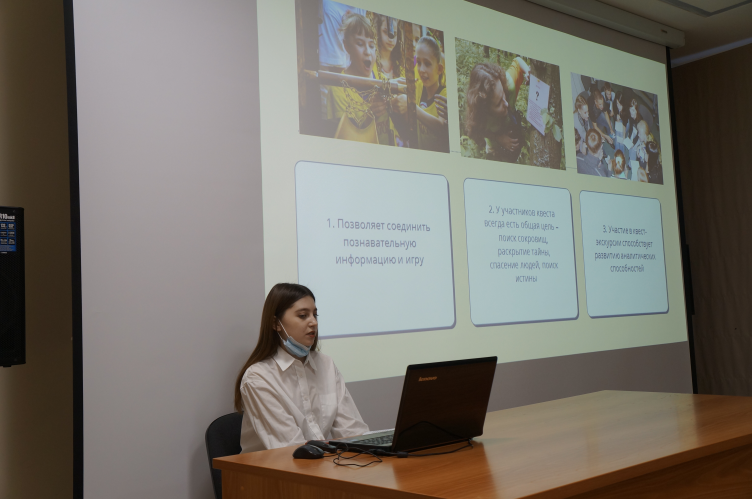 1. Позволяет соединить
познавательную
информацию и игру
2. У участников квеста
всегда есть общая цель –
поиск сокровищ,
раскрытие тайны,
спасение людей, поиск
истины
3. Участие в квест-
экскурсии способствует
развитию аналитических
способностей
lenovo